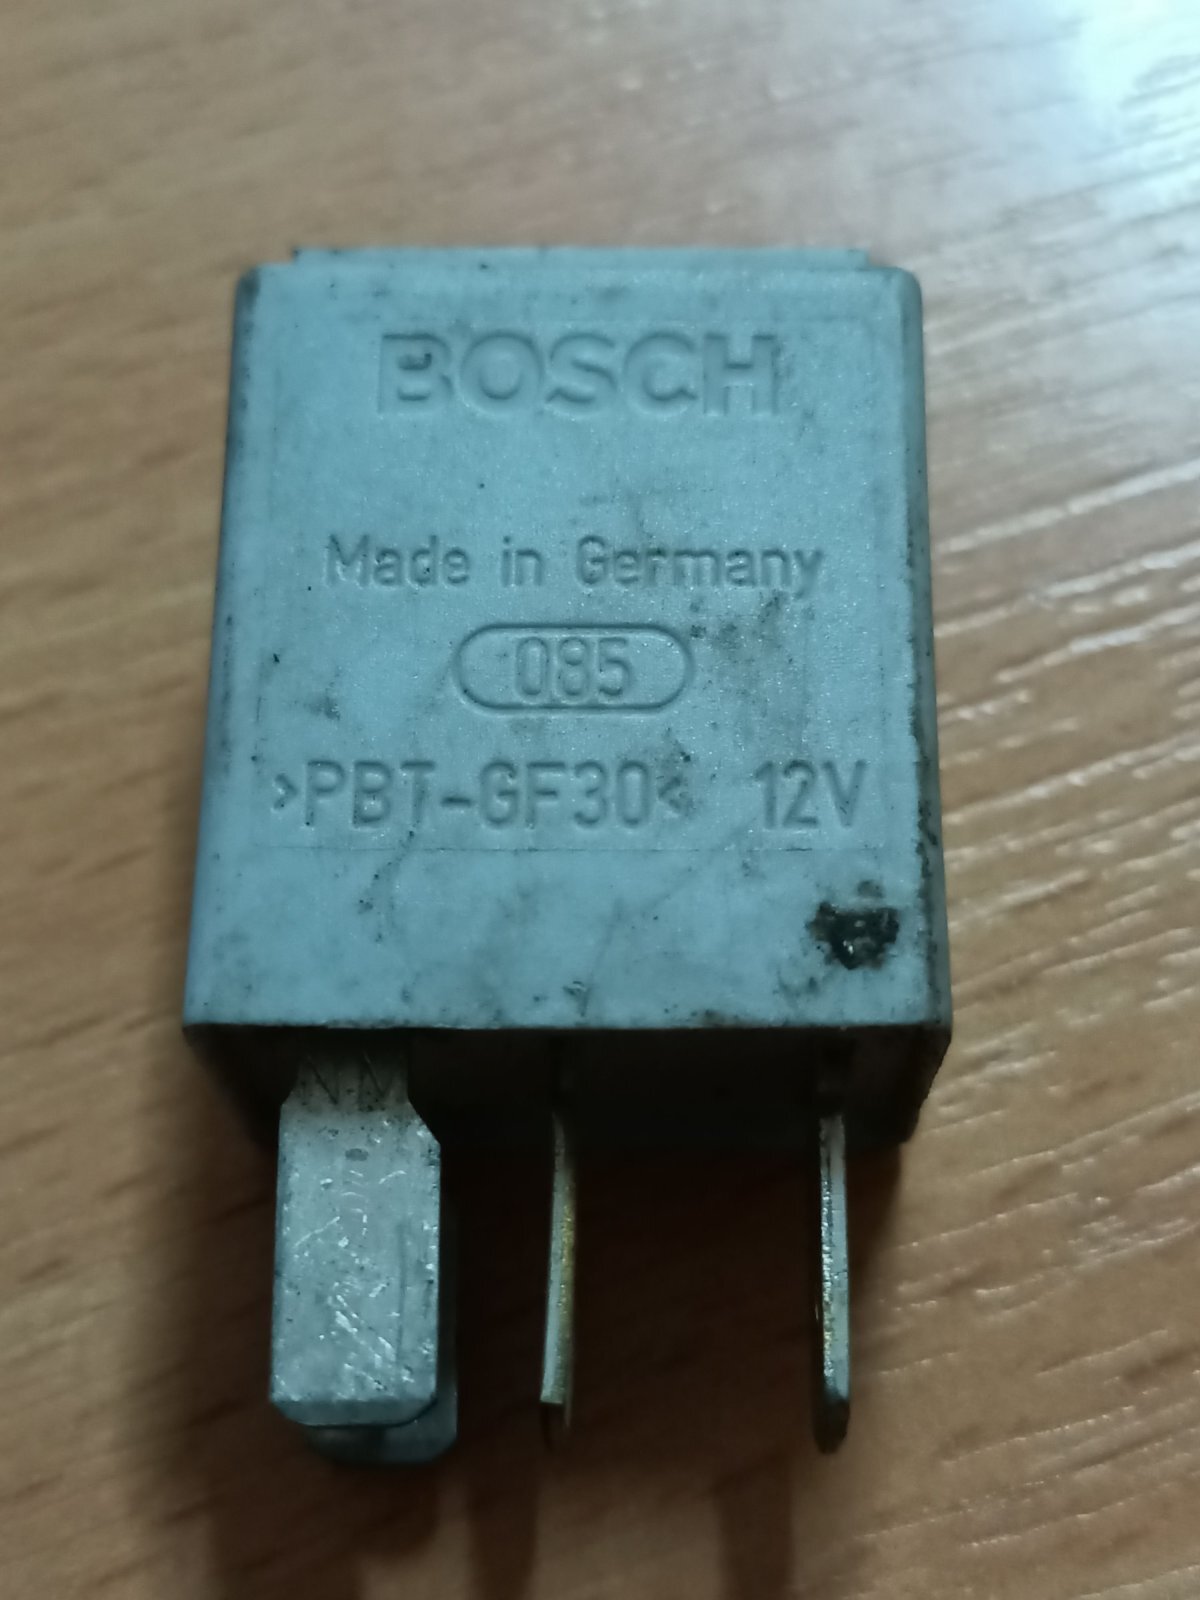 BOSCH
Made in Germany
085
>PBT-GF30< 12V